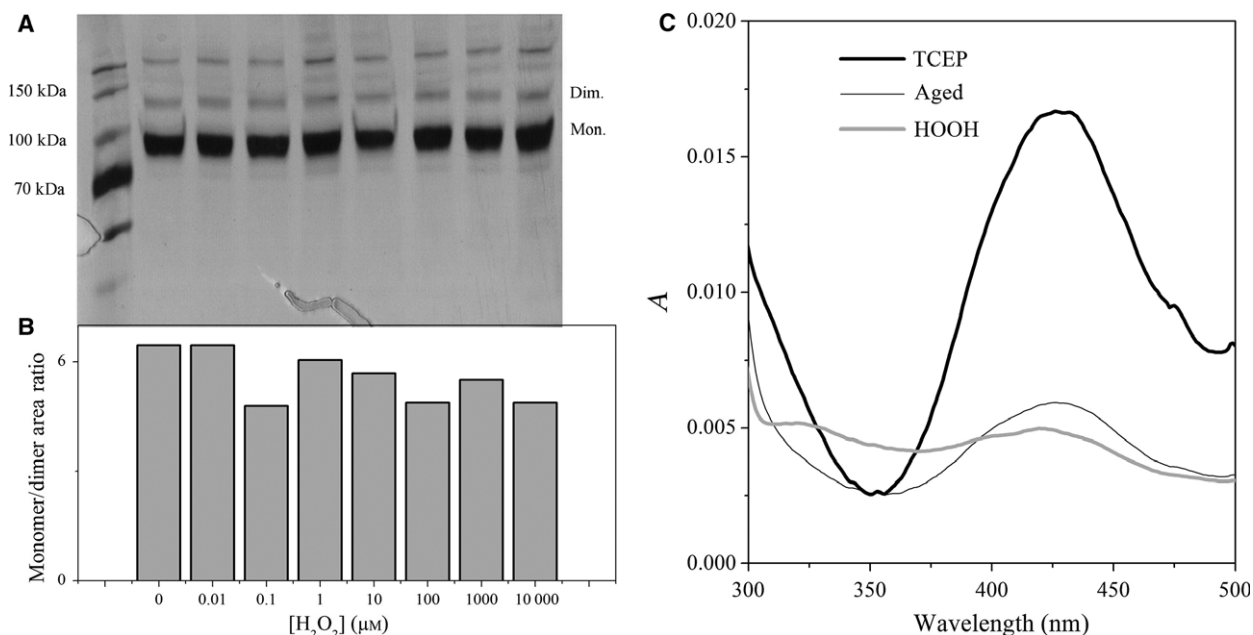 A
150 kDa
100 kDa
70 kDa
Dim.
Mon.
B
Monomer/dimer area ratio
6
3
0
0 0.01 0.1 1 10 100 1000 10 000
[H₂O₂] (μM)
C
0.020
0.015
0.010
0.005
0.000
A
TCEP
Aged
HOOH
300 350 400 450 500
Wavelength (nm)